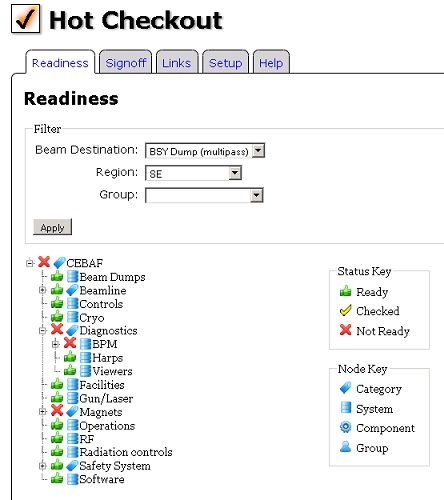 Hot Checkout
Readiness Signoff Links Setup Help
Readiness
Filter
Beam Destination: BSY Dump (multipass)
Region: SE
Group:
Apply
CEBAF
Beam Dumps
Beamline
Controls
Cryo
Diagnostics
BPM
Harps
Viewers
Facilities
Gun/Laser
Magnets
Operations
RF
Radiation controls
Safety System
Software
Status Key
Ready
Checked
Not Ready
Node Key
Category
System
Component
Group